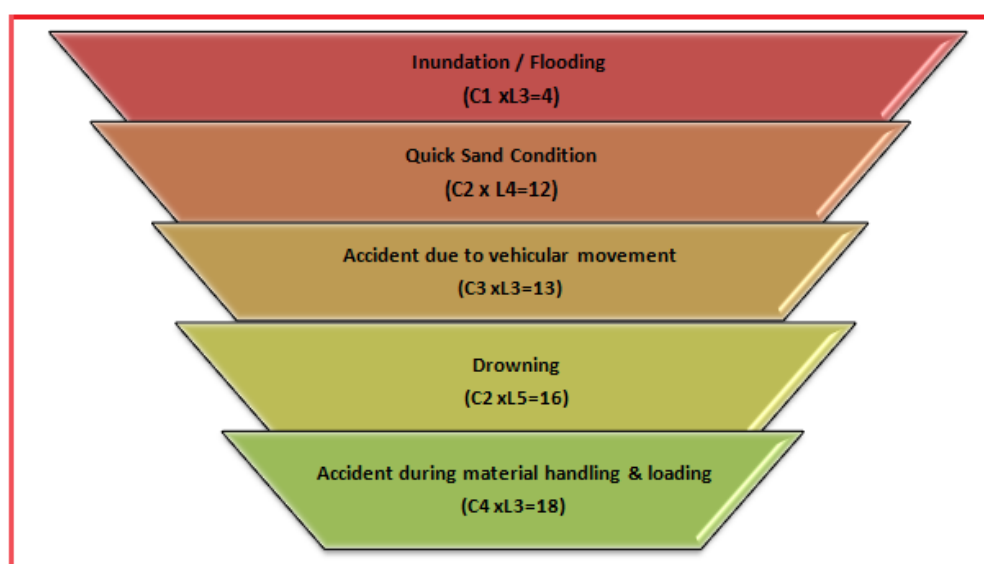 Inundation / Flooding
(C1 xL3=4)
Quick Sand Condition
(C2 x L4=12)
Accident due to vehicular movement
(C3 xL3=13)
Drowning
(C2 xL5=16)
Accident during material handling & loading
(C4 xL3=18)